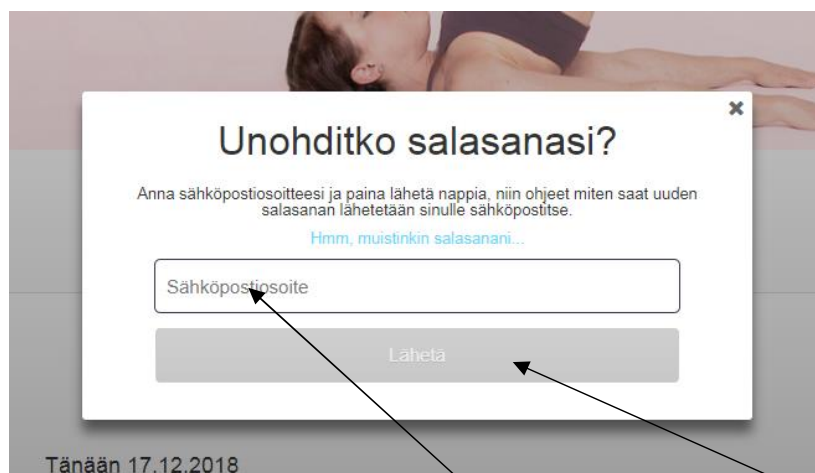 Unohditko salasanasi?
Anna sähköpostiosoitteesi ja paina lähetä nappia, niin ohjeet miten saat uuden
salasanan lähetetään sinulle sähköpostitse.
Hmm, muistinkin salasanani...
Sähköpostiosoite
Lähetä
Tänään 17.12.2018